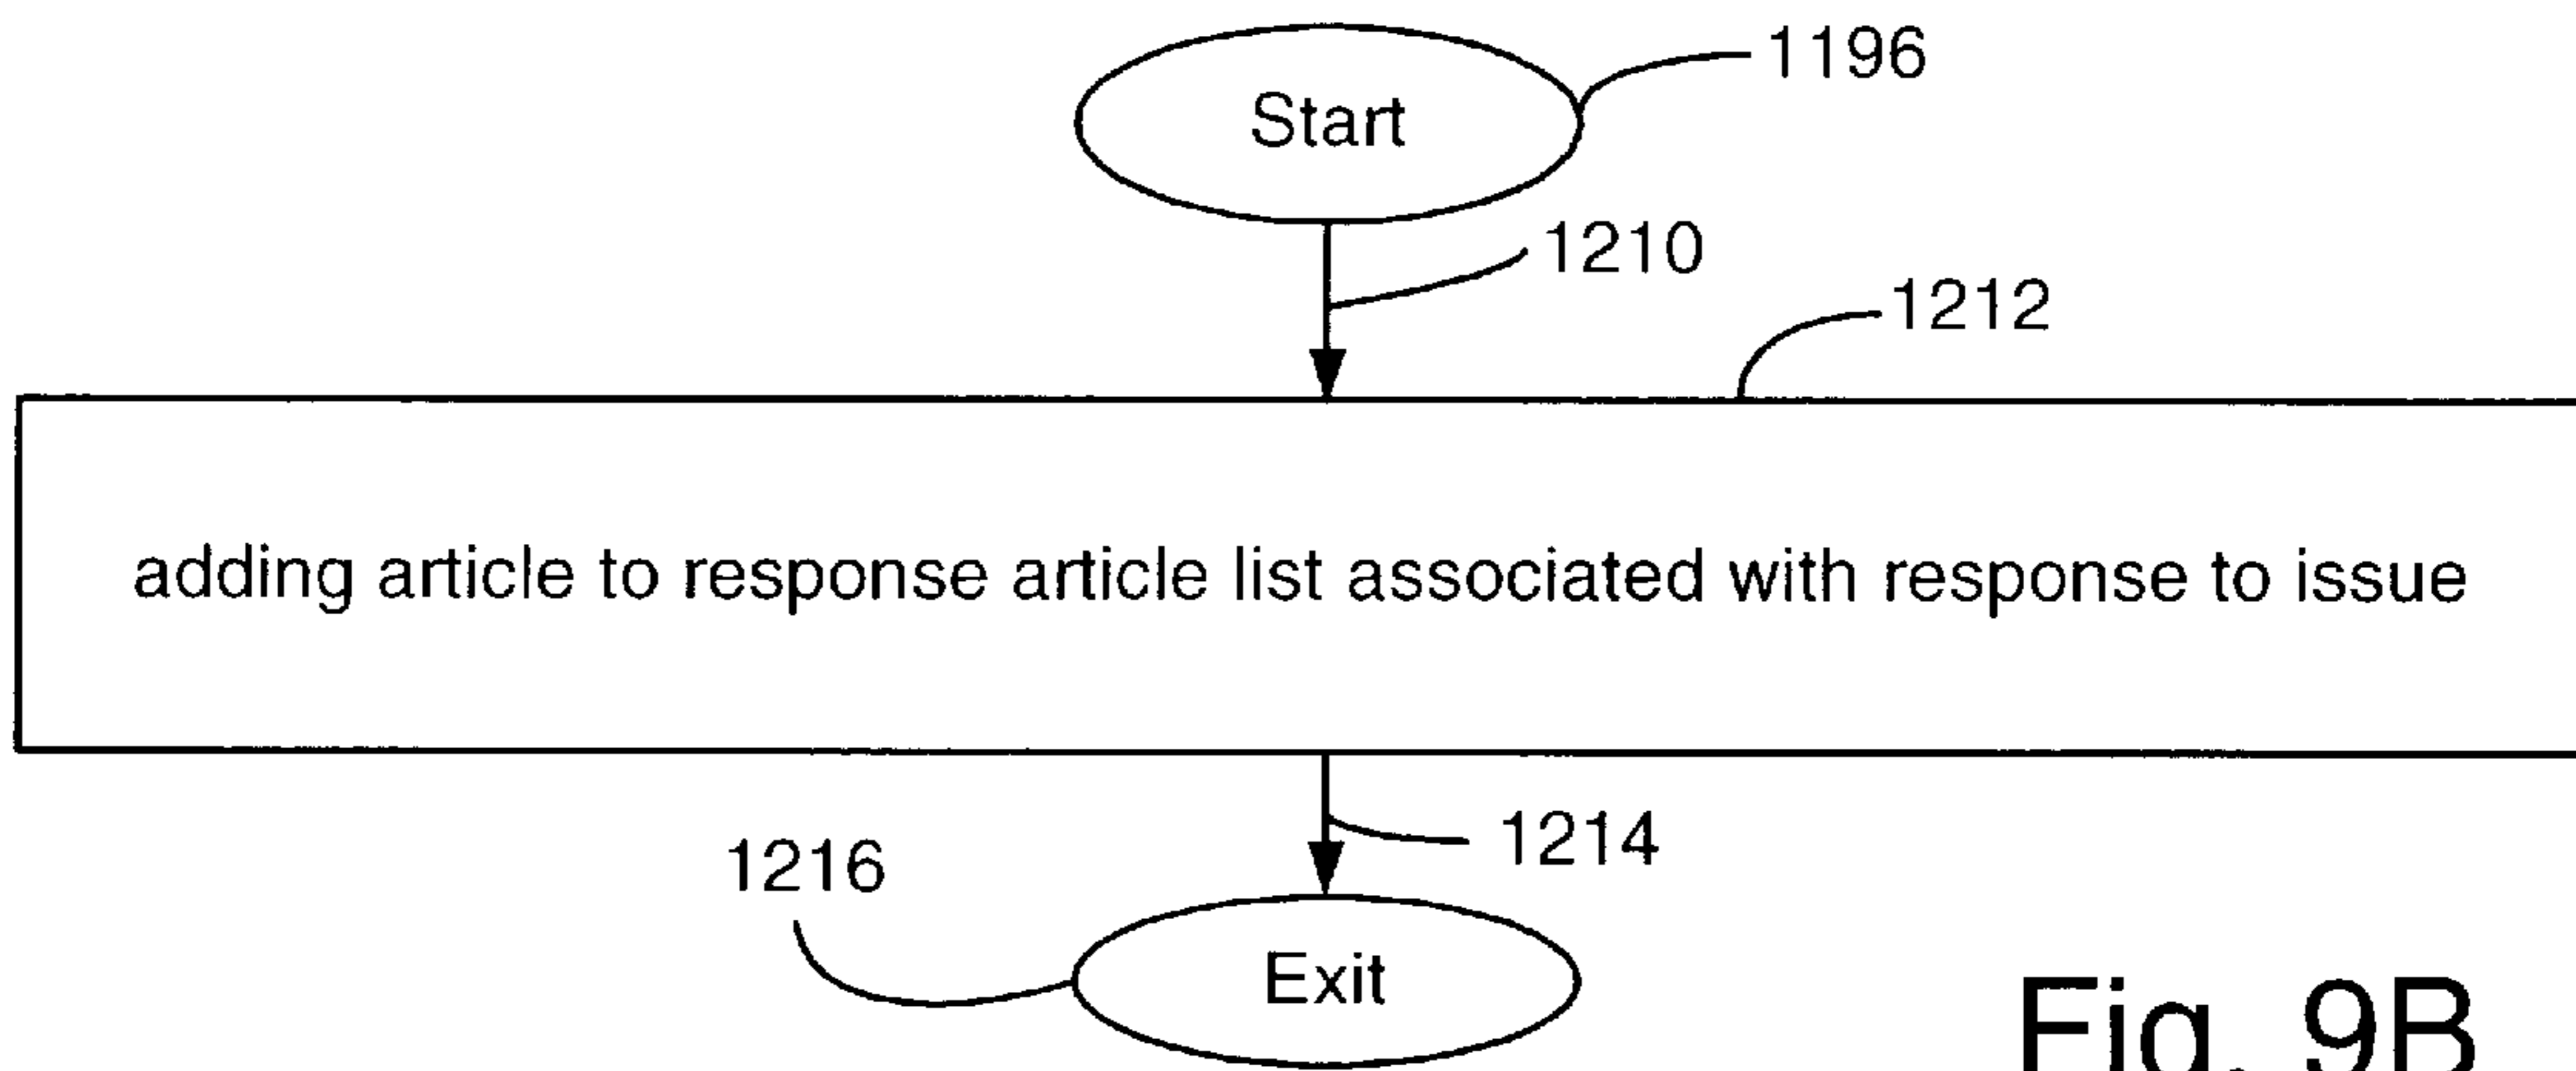 Start
1196
1210
1212
adding article to response article list associated with response to issue
1214
1216
Exit
Fig. 9B